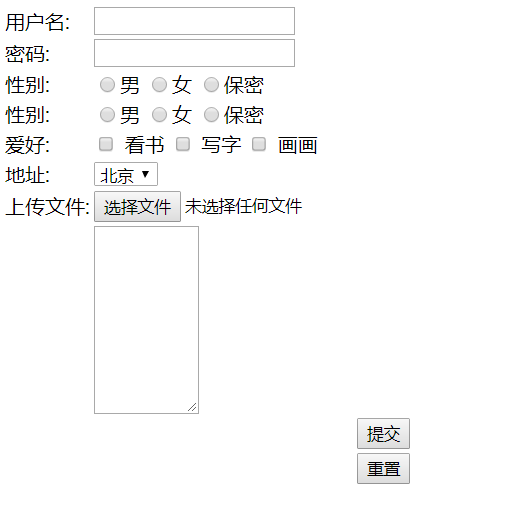 用户名:
密码:
性别: 男 女 保密
性别: 男 女 保密
爱好: 看书 写字 画画
地址: 北京
上传文件: 选择文件 未选择任何文件
提交
重置